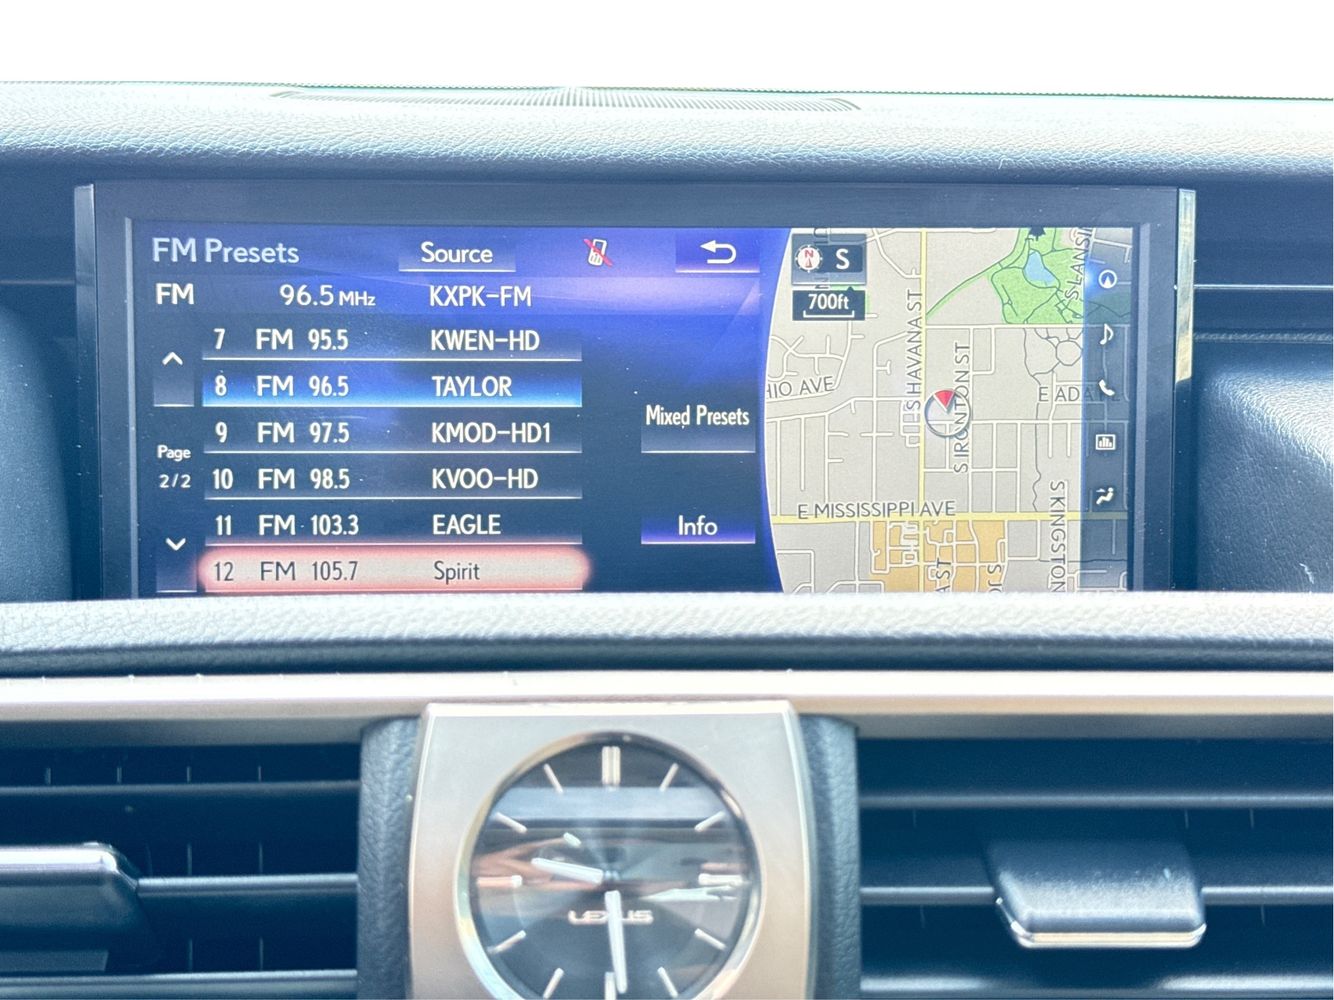 FM Presets
Source
FM 96.5 MHz KXPK-FM
7 FM 95.5 KWEN-HD
8 FM 96.5 TAYLOR
9 FM 97.5 KMOD-HD1
10 FM 98.5 KVOO-HD
11 FM 103.3 EAGLE
12 FM 105.7 Spirit
Page
2/2
Mixed Presets
Info
N
S
700ft
S HAVANA ST
S IRONTON ST
HIO AVE
E ADA
E MISSISSIPPI AVE
S KINGSTON
A ST
LEXUS